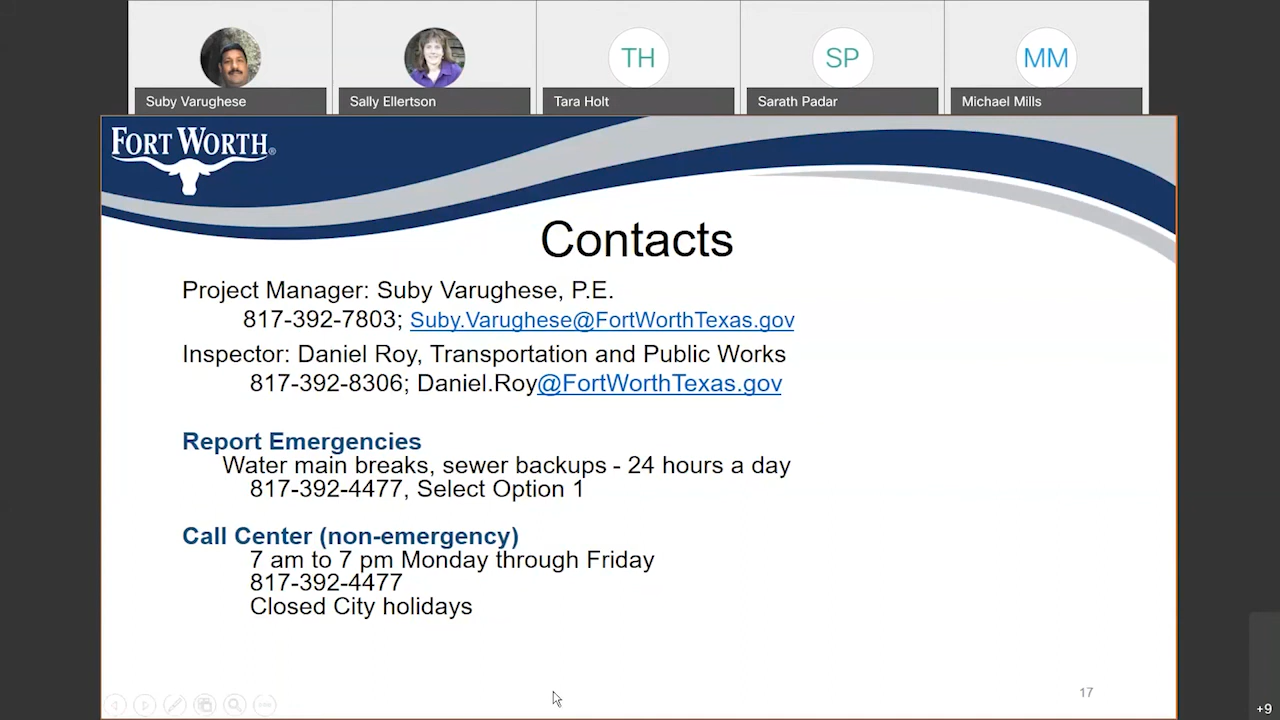 TH
SP
MM
Suby Varughese
Sally Ellertson
Tara Holt
Sarath Padar
Michael Mills
FORT WORTH®
Contacts
Project Manager: Suby Varughese, P.E.
817-392-7803; Suby.Varughese@FortWorthTexas.gov
Inspector: Daniel Roy, Transportation and Public Works
817-392-8306; Daniel.Roy@FortWorthTexas.gov
Report Emergencies
Water main breaks, sewer backups - 24 hours a day
817-392-4477, Select Option 1
Call Center (non-emergency)
7 am to 7 pm Monday through Friday
817-392-4477
Closed City holidays
17
+9